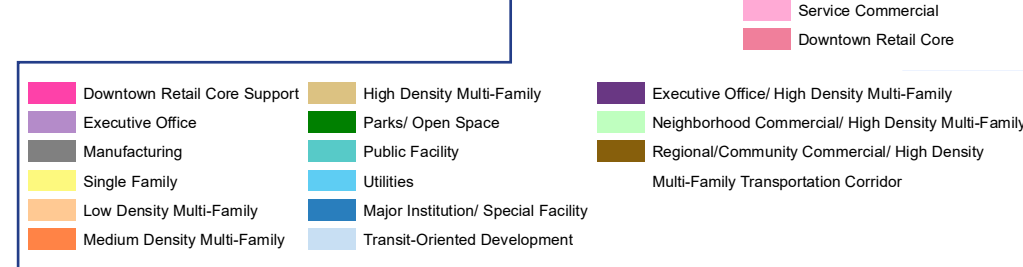 Service Commercial
Downtown Retail Core
Downtown Retail Core Support
Executive Office
Manufacturing
Single Family
Low Density Multi-Family
Medium Density Multi-Family
High Density Multi-Family
Parks/ Open Space
Public Facility
Utilities
Major Institution/ Special Facility
Transit-Oriented Development
Executive Office/ High Density Multi-Family
Neighborhood Commercial/ High Density Multi-Family
Regional/Community Commercial/ High Density
Multi-Family Transportation Corridor